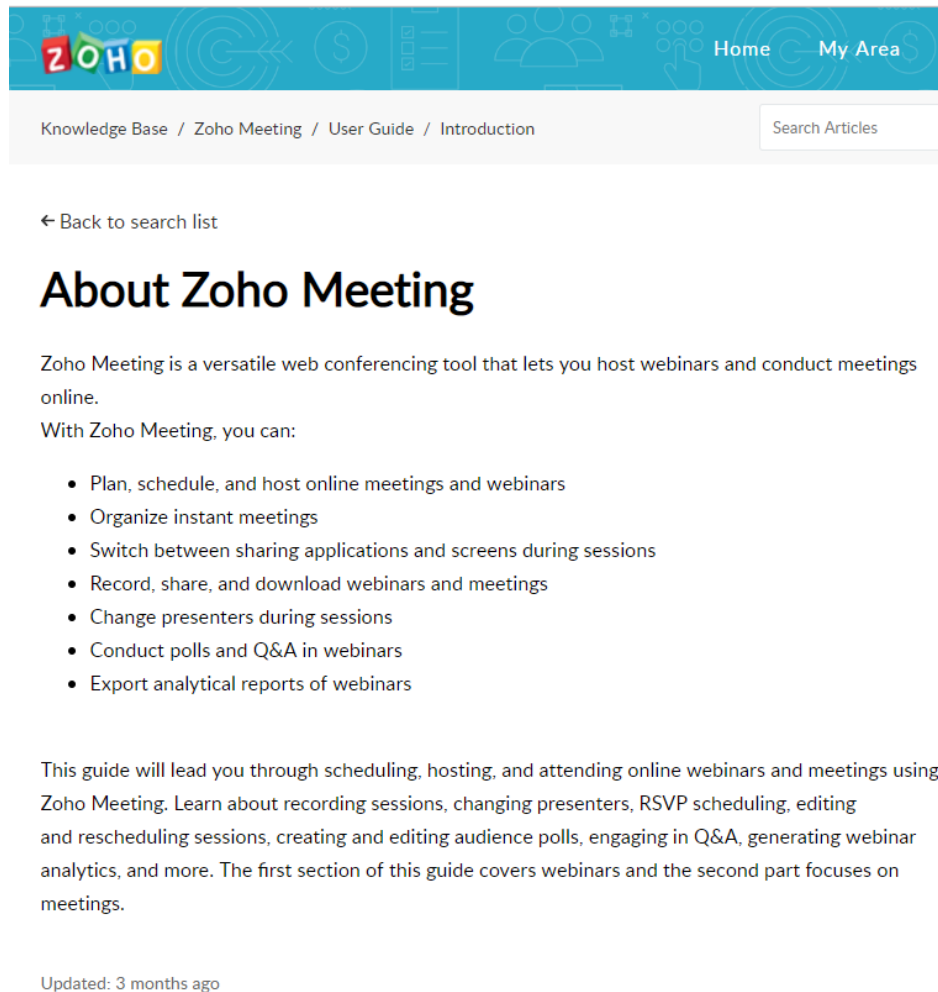 ZOHO
Home My Area
Knowledge Base / Zoho Meeting / User Guide / Introduction
Search Articles
← Back to search list
About Zoho Meeting
Zoho Meeting is a versatile web conferencing tool that lets you host webinars and conduct meetings
online.
With Zoho Meeting, you can:
• Plan, schedule, and host online meetings and webinars
• Organize instant meetings
• Switch between sharing applications and screens during sessions
• Record, share, and download webinars and meetings
• Change presenters during sessions
• Conduct polls and Q&A in webinars
• Export analytical reports of webinars
This guide will lead you through scheduling, hosting, and attending online webinars and meetings using
Zoho Meeting. Learn about recording sessions, changing presenters, RSVP scheduling, editing
and rescheduling sessions, creating and editing audience polls, engaging in Q&A, generating webinar
analytics, and more. The first section of this guide covers webinars and the second part focuses on
meetings.
Updated: 3 months ago